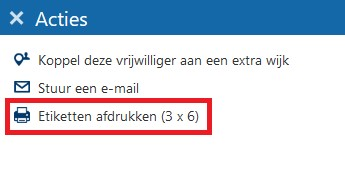 Acties
Koppel deze vrijwilliger aan een extra wijk
Stuur een e-mail
Etiketten afdrukken (3 x 6)